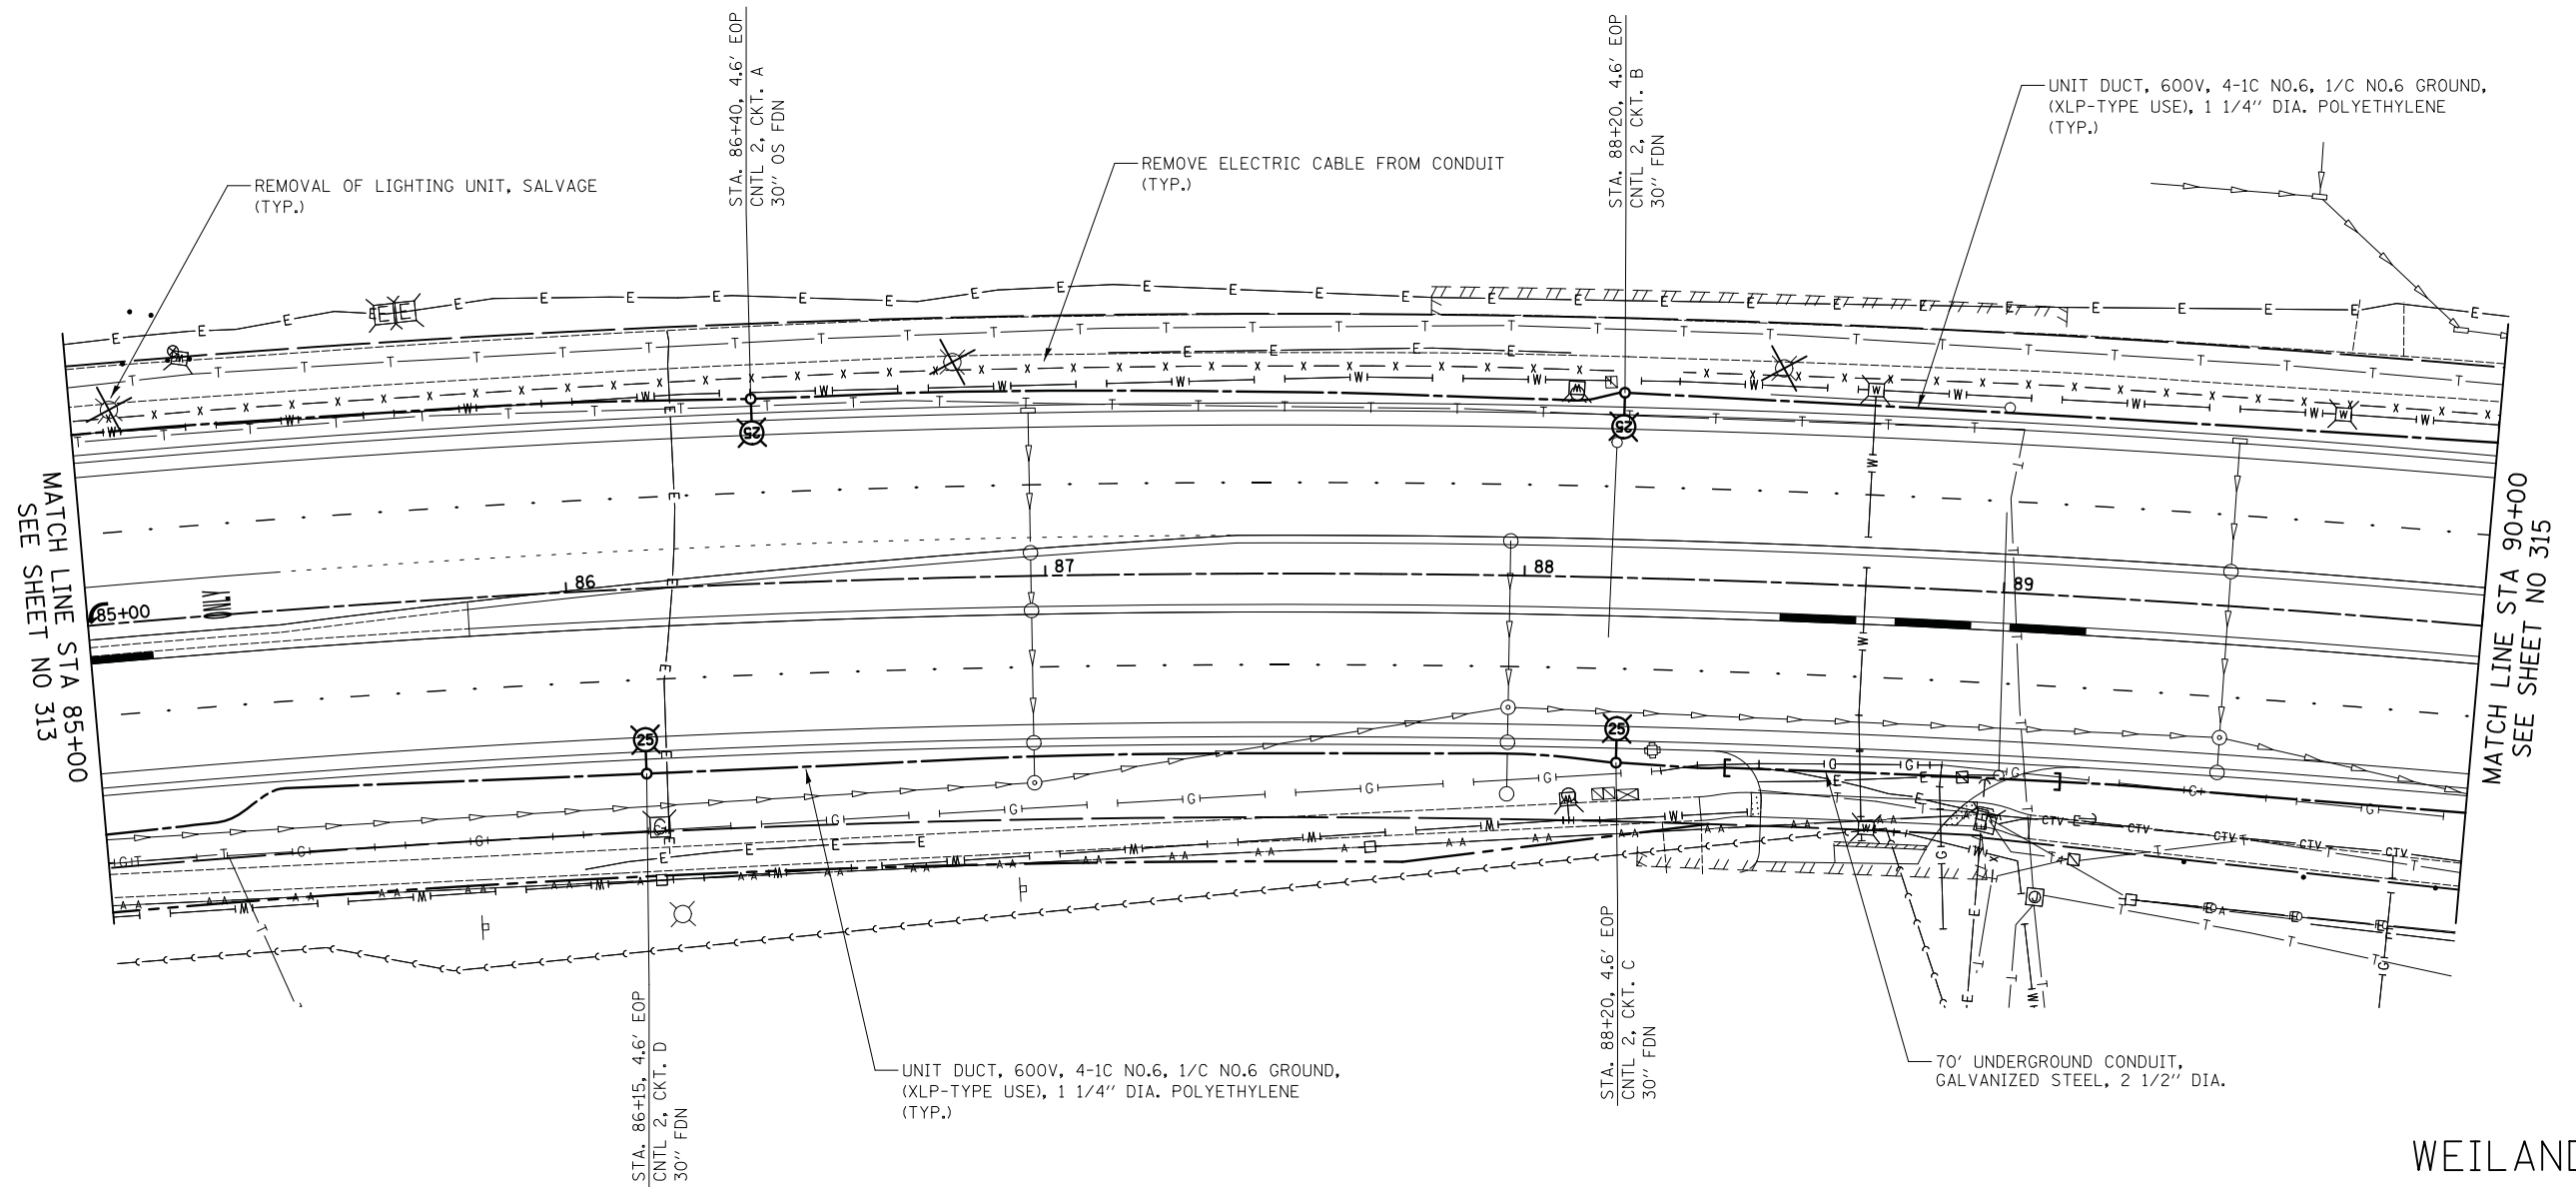 STA. 86+40, 4.6' EOP
CNTL 2, CKT. A
30" OS FDN
STA. 88+20, 4.6' EOP
CNTL 2, CKT. B
30" FDN
UNIT DUCT, 600V, 4-1C NO.6, 1/C NO.6 GROUND,
(XLP-TYPE USE), 1 1/4" DIA. POLYETHYLENE
(TYP.)
REMOVE ELECTRIC CABLE FROM CONDUIT
(TYP.)
REMOVAL OF LIGHTING UNIT, SALVAGE
(TYP.)
25
25
MATCH LINE STA 85+00
SEE SHEET NO 313
85+00
ONLY
86
87
88
89
MATCH LINE STA 90+00
SEE SHEET NO 315
25
25
CTV
CTV
CTV
CTV
STA. 86+15, 4.6' EOP
CNTL 2, CKT. D
30" FDN
UNIT DUCT, 600V, 4-1C NO.6, 1/C NO.6 GROUND,
(XLP-TYPE USE), 1 1/4" DIA. POLYETHYLENE
(TYP.)
STA. 88+20, 4.6' EOP
CNTL 2, CKT. C
30" FDN
70' UNDERGROUND CONDUIT,
GALVANIZED STEEL, 2 1/2" DIA.
WEILAND